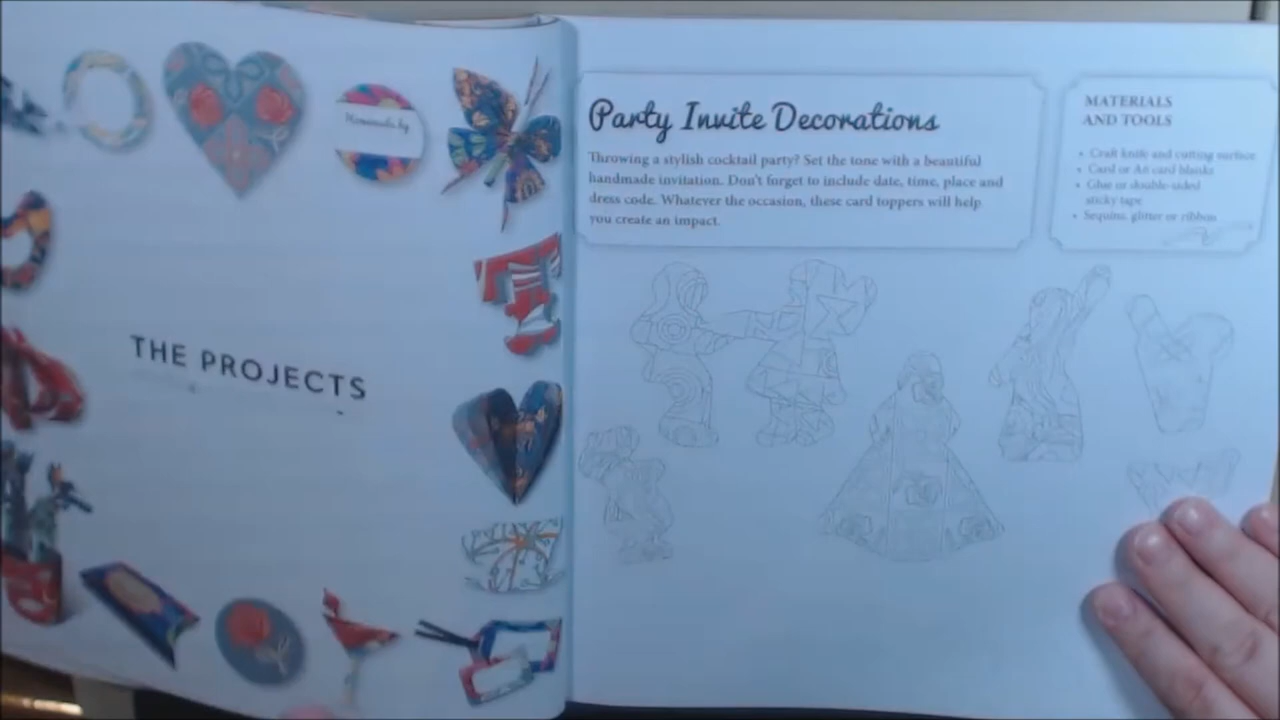 Homemade by
THE PROJECTS
Party Invite Decorations
Throwing a stylish cocktail party? Set the tone with a beautiful
handmade invitation. Don't forget to include date, time, place and
dress code. Whatever the occasion, these card toppers will help
you create an impact.
MATERIALS
AND TOOLS
• Craft knife and cutting surface
• Card or A6 card blanks
• Glue or double-sided
sticky tape
• Sequins, glitter or ribbon